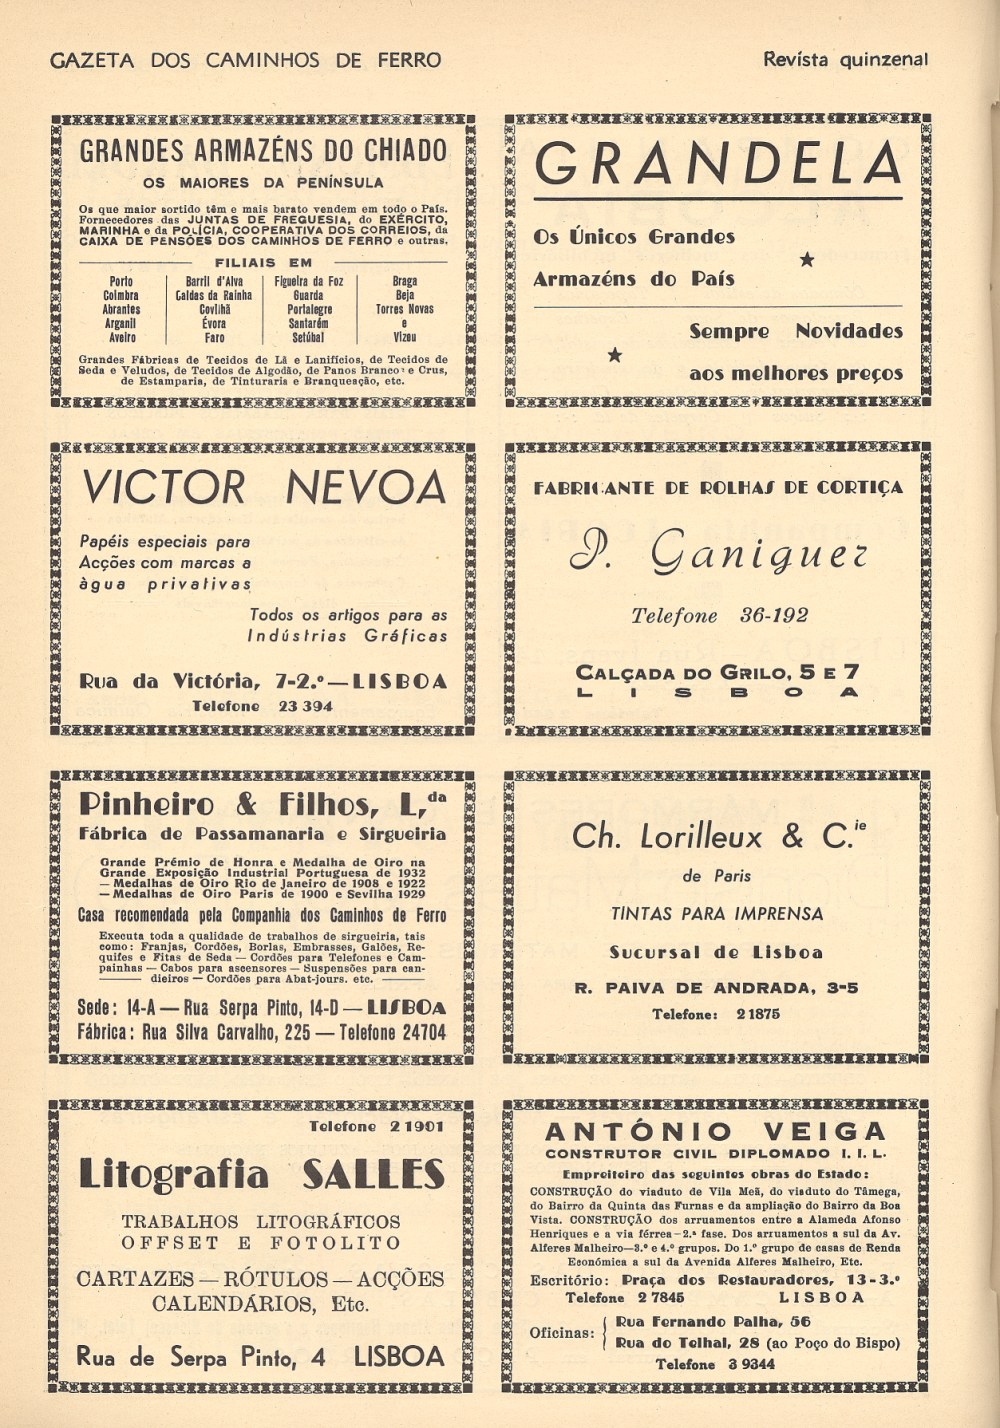 GAZETA DOS CAMINHOS DE FERRO
Revista quinzenal
GRANDES ARMAZÉNS DO CHIADO
OS MAIORES DA PENÍNSULA
Os que maior sortido têm e mais barato vendem em todo o País.
Fornecedores das JUNTAS DE FREGUESIA, do EXÉRCITO,
MARINHA e da POLÍCIA, COOPERATIVA DOS CORREIOS, da
CAIXA DE PENSÕES DOS CAMINHOS DE FERRO e outras.
FILIAIS EM
Porto
Coimbra
Abrantes
Arganil
Aveiro
Barril d'Alva
Caldas da Rainha
Covilhã
Évora
Faro
Figueira da Foz
Guarda
Portalegre
Santarém
Setúbal
Braga
Beja
Torres Novas
e
Vizeu
Grandes Fábricas de Tecidos de Lã e Lanifícios, de Tecidos de
Seda e Veludos, de Tecidos de Algodão, de Panos Brancos e Crus,
de Estamparia, de Tinturaria e Branqueação, etc.
GRANDELA
Os Únicos Grandes
Armazéns do País
Sempre Novidades
aos melhores preços
VICTOR NEVOA
Papéis especiais para
Acções com marcas a
àgua privativas
Todos os artigos para as
Indústrias Gráficas
Rua da Victória, 7-2.º — LISBOA
Telefone 23 394
FABRICANTE DE ROLHAS DE CORTIÇA
P. Ganiguer
Telefone 36-192
CALÇADA DO GRILO, 5 E 7
LISBOA
Pinheiro & Filhos, L,da
Fábrica de Passamanaria e Sirgueiria
Grande Prémio de Honra e Medalha de Oiro na
Grande Exposição Industrial Portuguesa de 1932
— Medalhas de Oiro Rio de Janeiro de 1908 e 1922
— Medalhas de Oiro Paris de 1900 e Sevilha 1929
Casa recomendada pela Companhia dos Caminhos de Ferro
Executa toda a qualidade de trabalhos de sirgueiria, tais
como: Franjas, Cordões, Borlas, Embrasses, Galões, Re-
quifes e Fitas de Seda — Cordões para Telefones e Cam-
painhas — Cabos para ascensores — Suspensões para can-
dieiros — Cordões para Abat-jours. etc.
Sede: 14-A — Rua Serpa Pinto, 14-D — LISBOA
Fábrica: Rua Silva Carvalho, 225 — Telefone 24704
Ch. Lorilleux & C.ie
de Paris
TINTAS PARA IMPRENSA
Sucursal de Lisboa
R. PAIVA DE ANDRADA, 3-5
Telefone: 21875
Telefone 21901
Litografia SALLES
TRABALHOS LITOGRÁFICOS
OFFSET E FOTOLITO
CARTAZES — RÓTULOS — ACÇÕES
CALENDÁRIOS, Etc.
Rua de Serpa Pinto, 4 LISBOA
ANTÓNIO VEIGA
CONSTRUTOR CIVIL DIPLOMADO I. I. L.
Empreiteiro das seguintes obras do Estado:
CONSTRUÇÃO do viaduto de Vila Meã, do viaduto do Tâmega,
do Bairro da Quinta das Furnas e da ampliação do Bairro da Boa
Vista. CONSTRUÇÃO dos arruamentos entre a Alameda Afonso
Henriques e a via férrea—2.ª fase. Dos arruamentos a sul da Av.
Alferes Malheiro—3.º e 4.º grupos. Do 1.º grupo de casas de Renda
Económica a sul da Avenida Alferes Malheiro, Etc.
Escritório: Praça dos Restauradores, 13-3.º
Telefone 2 7845 LISBOA
Oficinas: Rua Fernando Palha, 56
Rua do Telhal, 28 (ao Poço do Bispo)
Telefone 3 9344